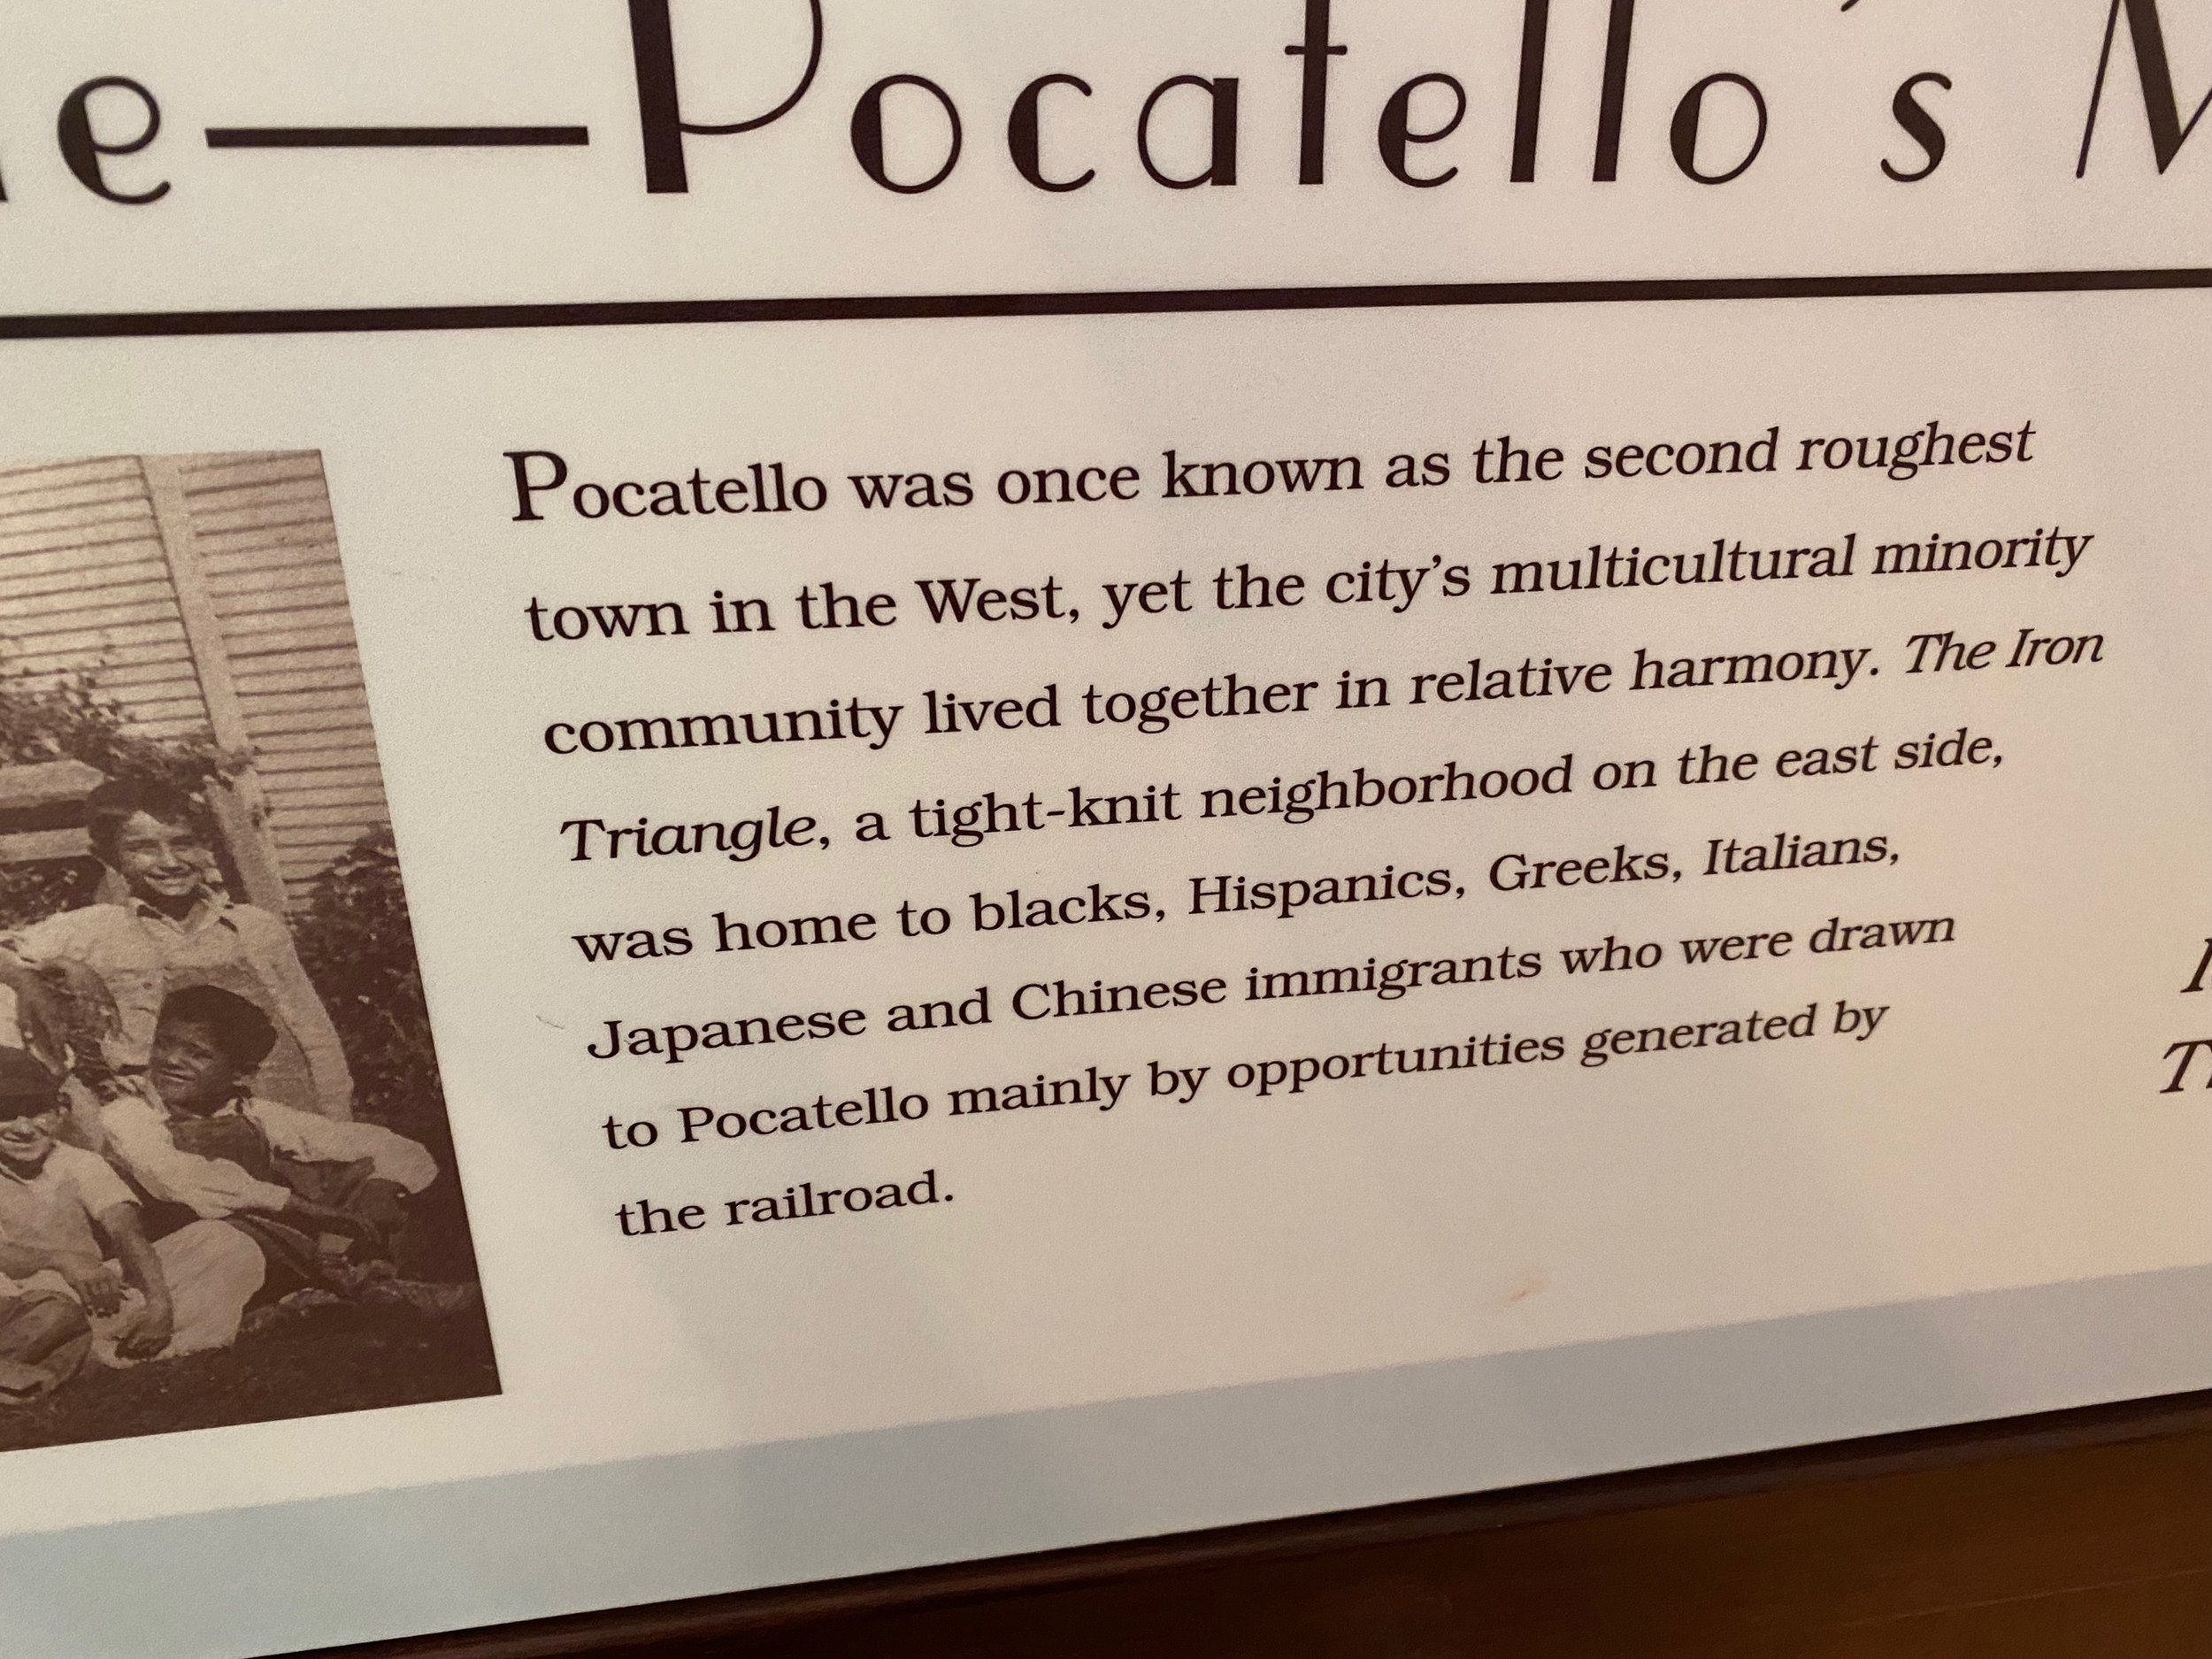 Pocatello's
Pocatello was once known as the second roughest
town in the West, yet the city's multicultural minority
community lived together in relative harmony. The Iron
Triangle, a tight-knit neighborhood on the east side,
was home to blacks, Hispanics, Greeks, Italians,
Japanese and Chinese immigrants who were drawn
to Pocatello mainly by opportunities generated by
the railroad.